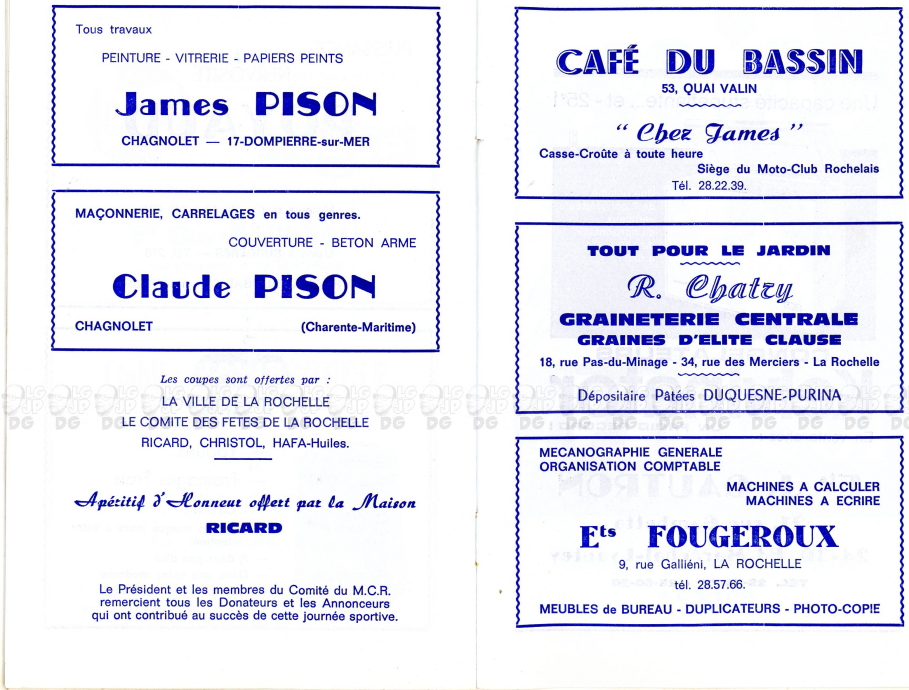 Tous travaux
PEINTURE - VITRERIE - PAPIERS PEINTS
James PISON
CHAGNOLET — 17-DOMPIERRE-sur-MER
MAÇONNERIE, CARRELAGES en tous genres.
COUVERTURE - BETON ARME
Claude PISON
CHAGNOLET (Charente-Maritime)
Les coupes sont offertes par :
LA VILLE DE LA ROCHELLE
LE COMITE DES FETES DE LA ROCHELLE
RICARD, CHRISTOL, HAFA-Huiles.
Apéritif d'Honneur offert par la Maison
RICARD
Le Président et les membres du Comité du M.C.R.
remercient tous les Donateurs et les Annonceurs
qui ont contribué au succès de cette journée sportive.
CAFÉ DU BASSIN
53, QUAI VALIN
" Chez James "
Casse-Croûte à toute heure
Siège du Moto-Club Rochelais
Tél. 28.22.39.
TOUT POUR LE JARDIN
R. Chatry
GRAINETERIE CENTRALE
GRAINES D'ELITE CLAUSE
18, rue Pas-du-Minage - 34, rue des Merciers - La Rochelle
Dépositaire Pâtées DUQUESNE-PURINA
MECANOGRAPHIE GENERALE
ORGANISATION COMPTABLE
MACHINES A CALCULER
MACHINES A ECRIRE
Ets FOUGEROUX
9, rue Galliéni, LA ROCHELLE
tél. 28.57.66.
MEUBLES de BUREAU - DUPLICATEURS - PHOTO-COPIE